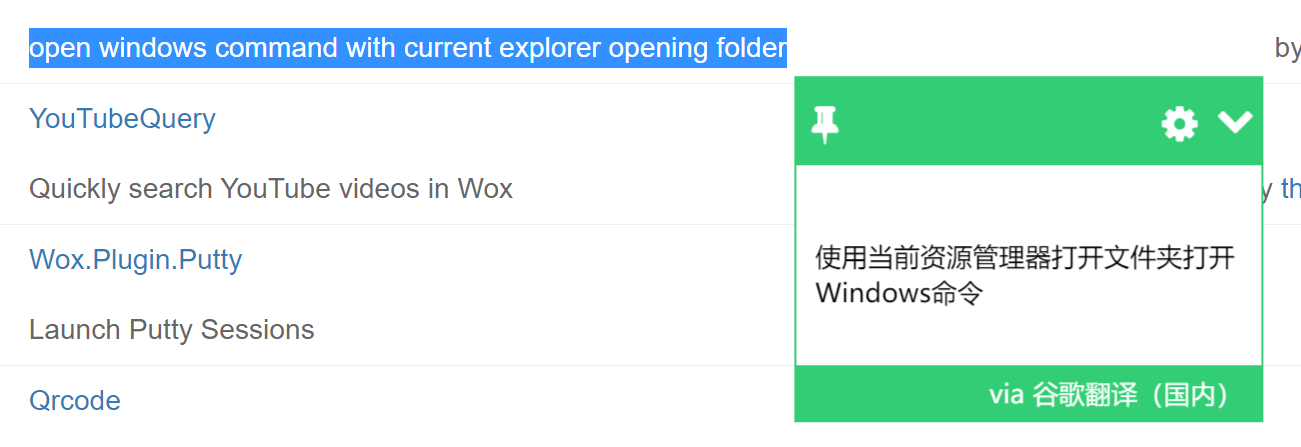 open windows command with current explorer opening folder
by
YouTubeQuery
Quickly search YouTube videos in Wox
y th
Wox.Plugin.Putty
使用当前资源管理器打开文件夹打开
Windows命令
Launch Putty Sessions
Qrcode
via 谷歌翻译（国内）